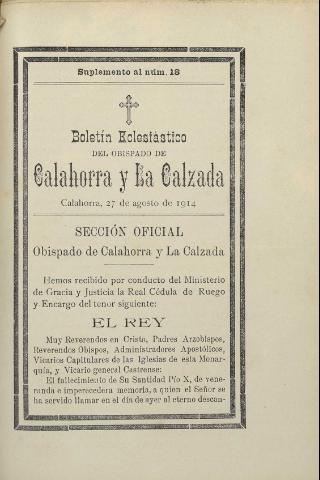 Suplemento al núm. 18
Boletín Eclesiástico
DEL OBISPADO DE
Calahorra y La Calzada
Calahorra, 27 de agosto de 1914
SECCIÓN OFICIAL
Obispado de Calahorra y La Calzada
Hemos recibido por conducto del Ministerio
de Gracia y Justicia la Real Cédula de Ruego
y Encargo del tenor siguiente:
EL REY
Muy Reverendos en Cristo, Padres Arzobispos,
Reverendos Obispos, Administradores Apostólicos,
Vicarios Capitulares de las Iglesias de esta Monar-
quía, y Vicario general Castrense:
El fallecimiento de Su Santidad Pío X, de vene-
randa e imperecedera memoria, a quien el Señor se
ha servido llamar en el día de ayer al eterno descan-